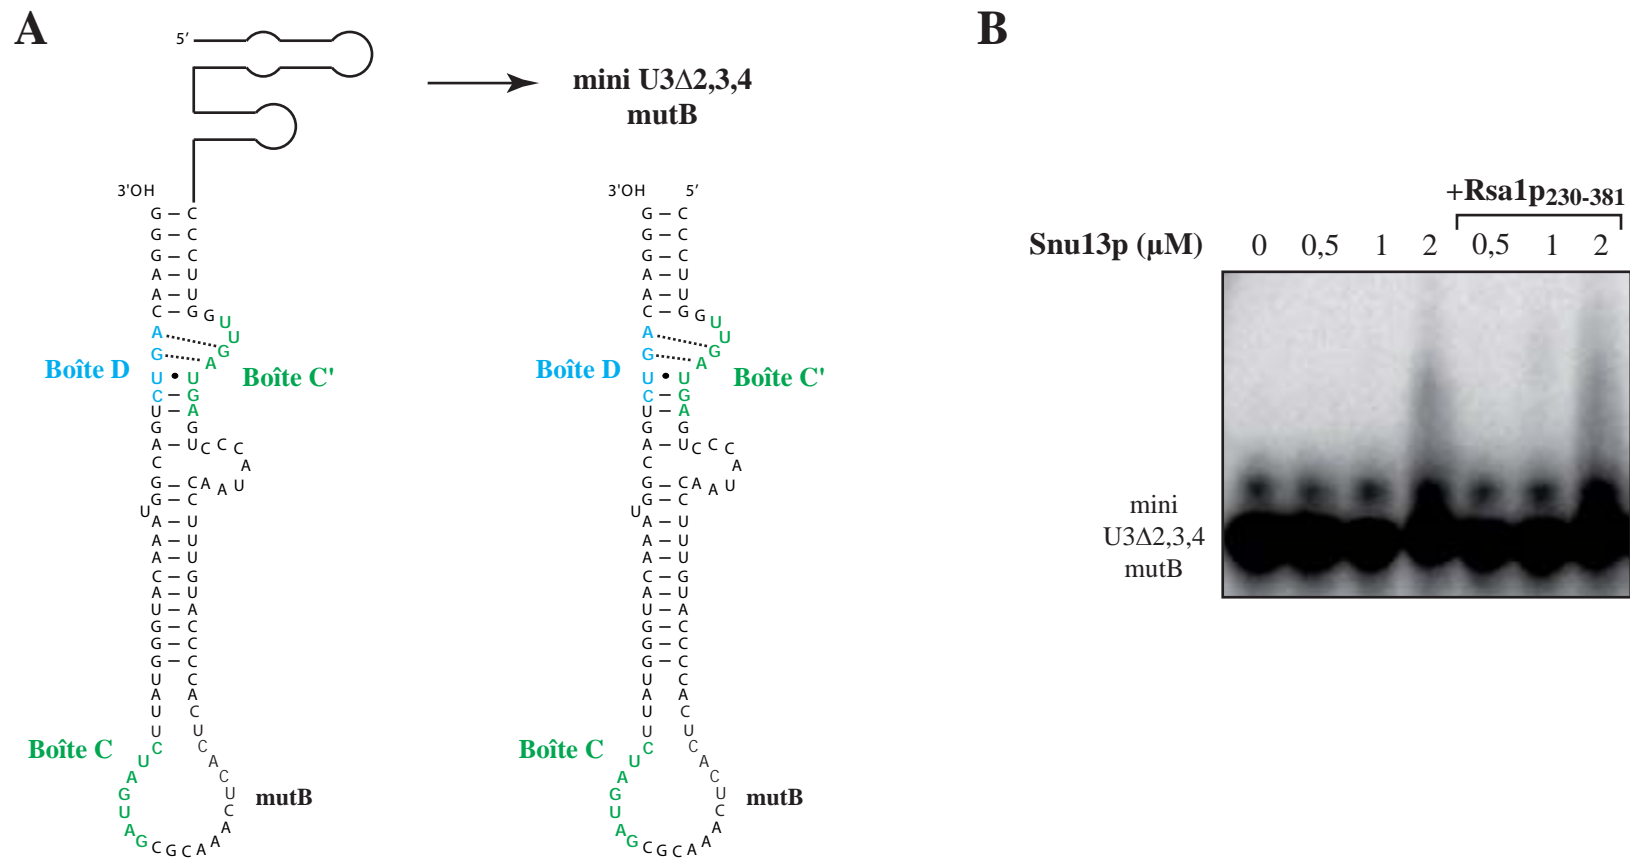 A
5′
mini U3Δ2,3,4
mutB
3'OH
G – C
G – C
G – C
A – U
A – U
C – G G U
A U
G A G
U • U
C – G
U – A
G G
A – U C C C
C A
G – C A A U
G – C
U
A – U
A – U
A – U
C – G
A – U
U – A
G – C
G – C
G – C
U C
A A
U C
U U
C C
U A
A C
G U
U C
A A
G C G C A A A
Boîte D
Boîte C'
Boîte C
mutB
3'OH 5′
G – C
G – C
G – C
A – U
A – U
C – G G U
A U
G A G
U • U
C – G
U – A
G G
A – U C C C
C A
G – C A A U
G – C
U
A – U
A – U
A – U
C – G
A – U
U – A
G – C
G – C
G – C
U C
A A
U C
U U
C C
U A
A C
G U
U C
A A
G C G C A A A
Boîte D
Boîte C'
Boîte C
mutB
B
+Rsa1p230-381
Snu13p (µM) 0 0,5 1 2 0,5 1 2
mini
U3Δ2,3,4
mutB